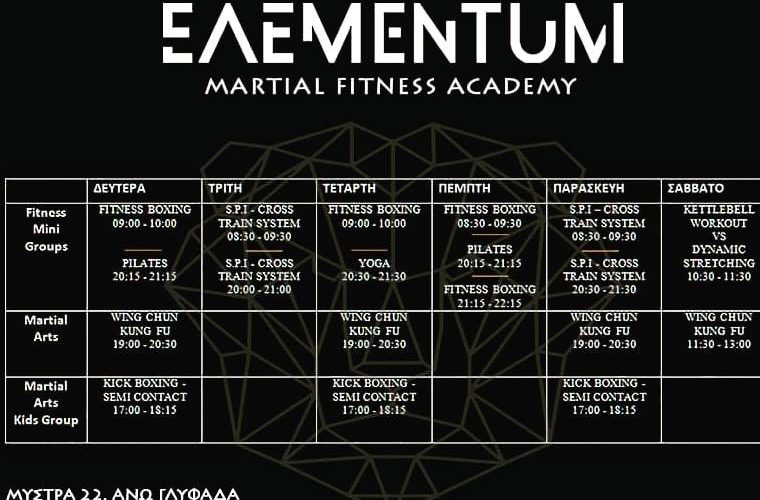 ΕΛΕΜΕΝTUM
MARTIAL FITNESS ACADEMY
ΔΕΥΤΕΡΑ ΤΡΙΤΗ ΤΕΤΑΡΤΗ ΠΕΜΠΤΗ ΠΑΡΑΣΚΕΥΗ ΣΑΒΒΑΤΟ
Fitness
Mini
Groups
FITNESS BOXING
09:00 - 10:00
PILATES
20:15 - 21:15
S.P.I - CROSS
TRAIN SYSTEM
08:30 - 09:30
S.P.I - CROSS
TRAIN SYSTEM
20:00 - 21:00
FITNESS BOXING
09:00 - 10:00
YOGA
20:30 - 21:30
FITNESS BOXING
08:30 - 09:30
PILATES
20:15 - 21:15
FITNESS BOXING
21:15 - 22:15
S.P.I – CROSS
TRAIN SYSTEM
08:30 - 09:30
S.P.I - CROSS
TRAIN SYSTEM
20:30 - 21:30
KETTLEBELL
WORKOUT
VS
DYNAMIC
STRETCHING
10:30 - 11:30
Martial
Arts
WING CHUN
KUNG FU
19:00 - 20:30
WING CHUN
KUNG FU
19:00 - 20:30
WING CHUN
KUNG FU
19:00 - 20:30
WING CHUN
KUNG FU
11:30 - 13:00
Martial
Arts
Kids Group
KICK BOXING -
SEMI CONTACT
17:00 - 18:15
KICK BOXING -
SEMI CONTACT
17:00 - 18:15
KICK BOXING -
SEMI CONTACT
17:00 - 18:15
ΜΥΣΤΡΑ 22, ΑΝΩ ΓΛΥΦΑΔΑ